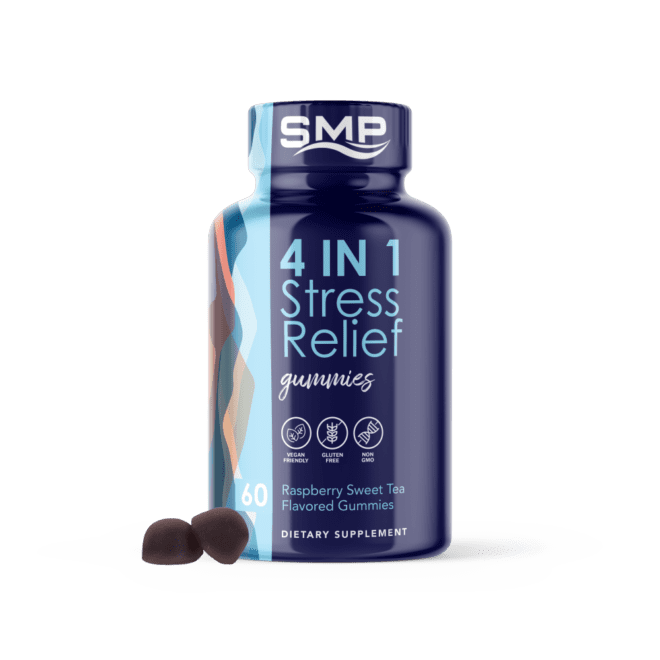 SMP
4 IN 1
Stress
Relief
gummies
VEGAN
FRIENDLY
GLUTEN
FREE
NON
GMO
60
Raspberry Sweet Tea
Flavored Gummies
DIETARY SUPPLEMENT